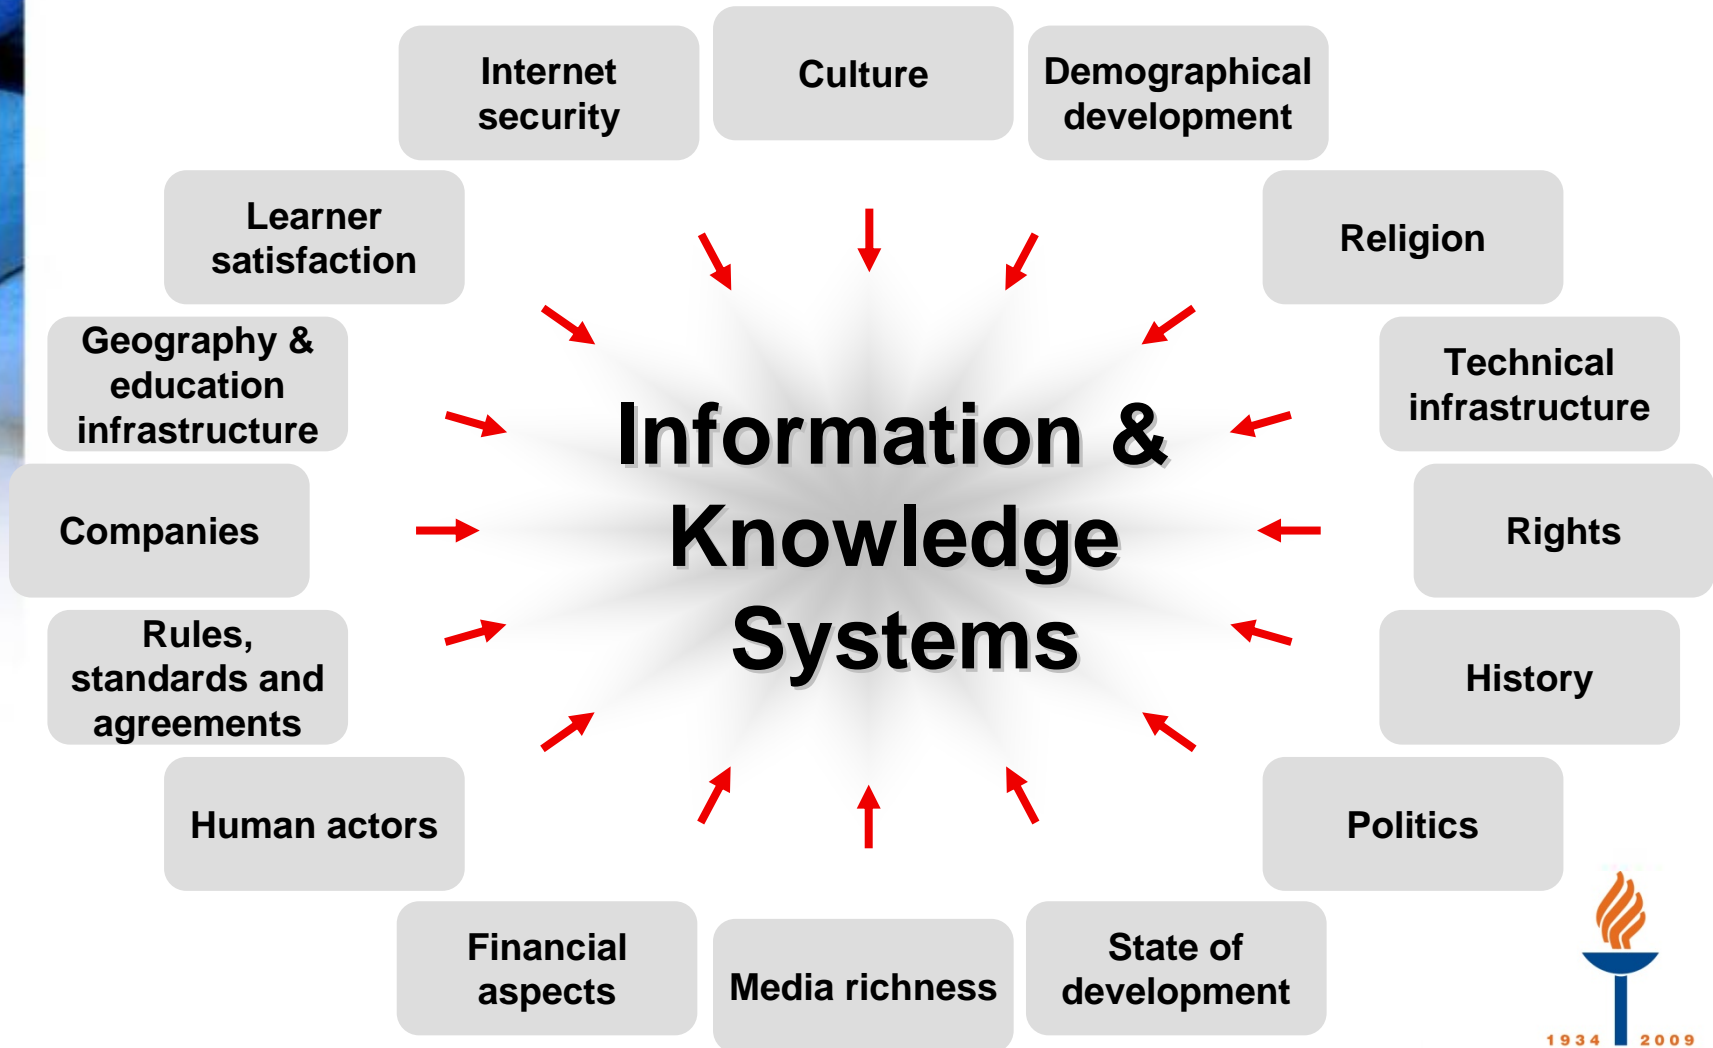 Culture
Internet
security
Demographical
development
Learner
satisfaction
Religion
Geography &
education
infrastructure
Technical
infrastructure
Information &
Knowledge
Systems
Companies
Rights
Rules,
standards and
agreements
History
Human actors
Politics
Financial
aspects
Media richness
State of
development
1934 2009